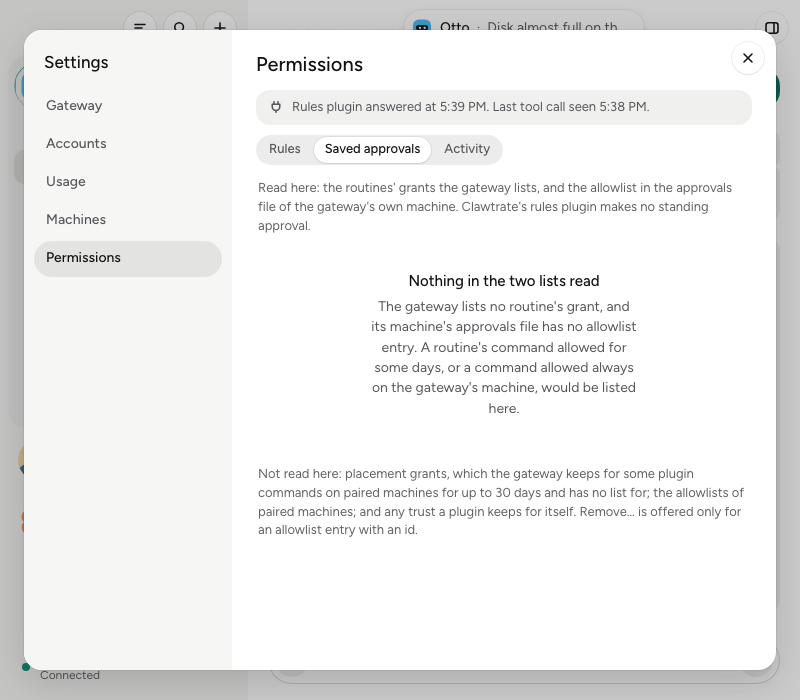 Otto · Disk almost full on th
Settings
Gateway
Accounts
Usage
Machines
Permissions
Permissions
Rules plugin answered at 5:39 PM. Last tool call seen 5:38 PM.
Rules
Saved approvals
Activity
Read here: the routines' grants the gateway lists, and the allowlist in the approvals
file of the gateway's own machine. Clawtrate's rules plugin makes no standing
approval.
Nothing in the two lists read
The gateway lists no routine's grant, and
its machine's approvals file has no allowlist
entry. A routine's command allowed for
some days, or a command allowed always
on the gateway's machine, would be listed
here.
Not read here: placement grants, which the gateway keeps for some plugin
commands on paired machines for up to 30 days and has no list for; the allowlists of
paired machines; and any trust a plugin keeps for itself. Remove… is offered only for
an allowlist entry with an id.
Connected